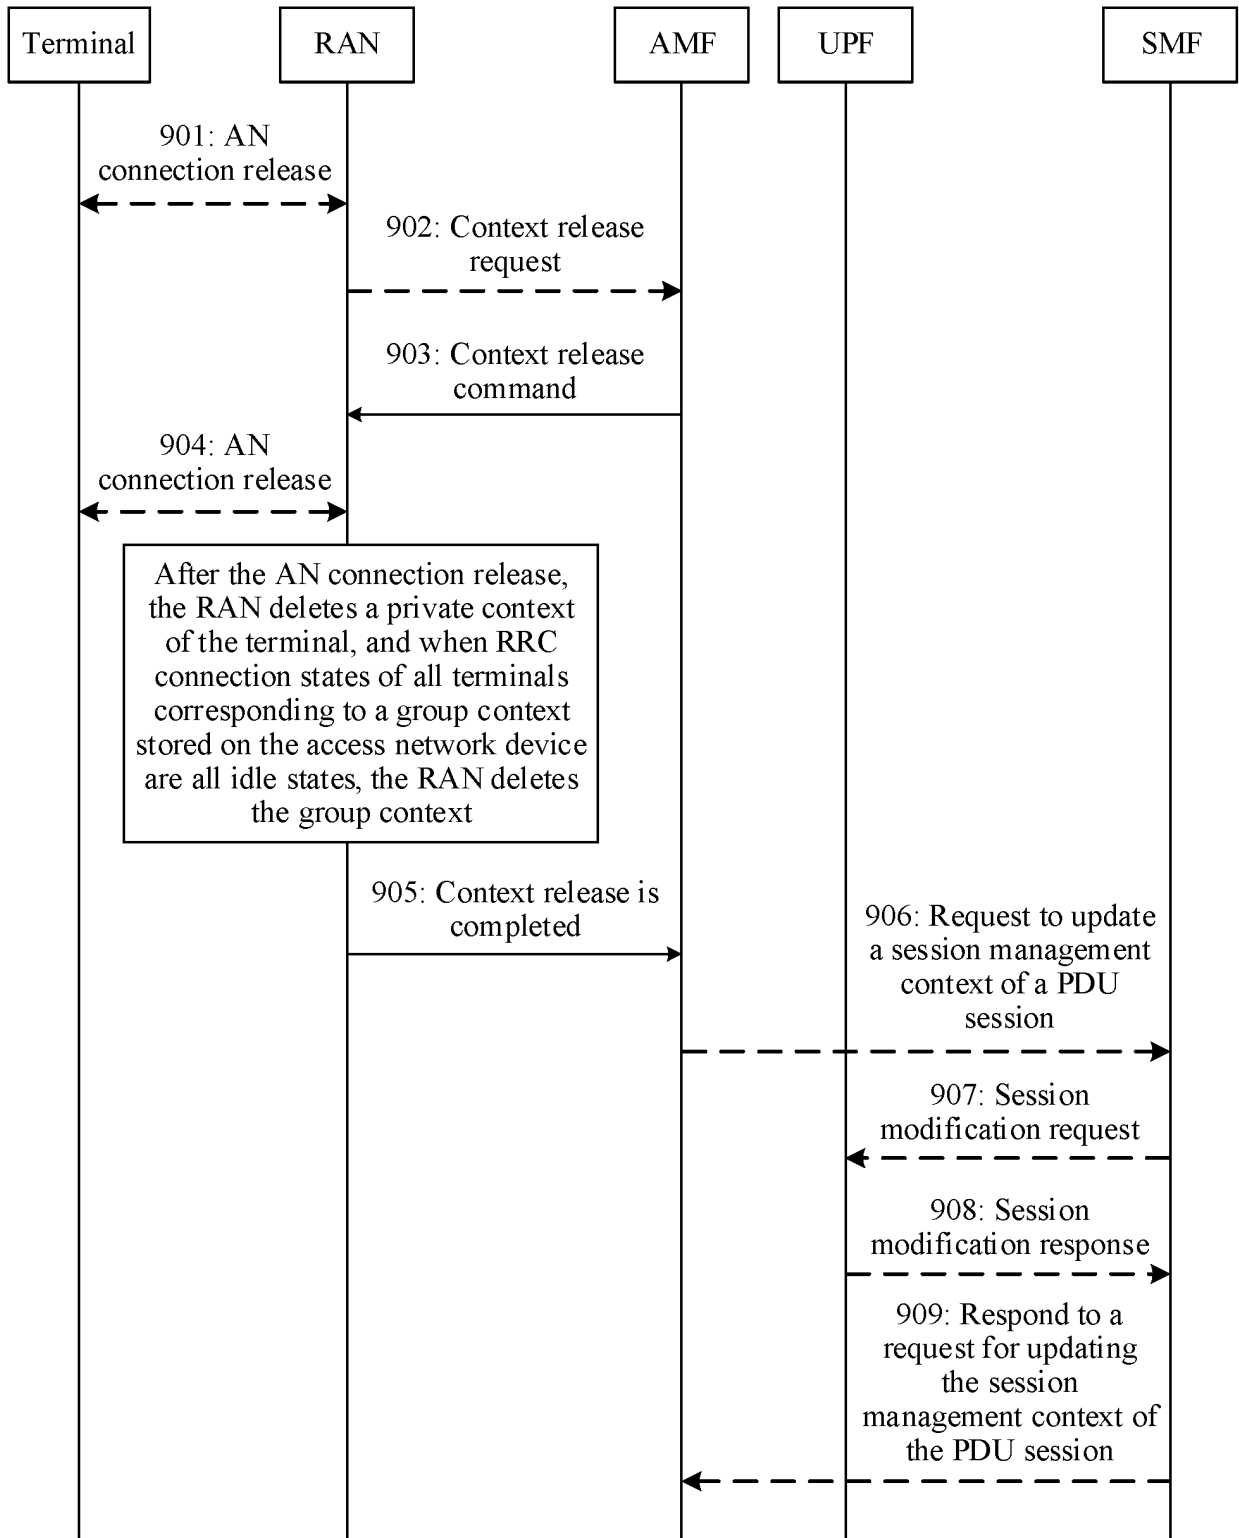 Terminal
RAN
AMF
UPF
SMF
901: AN
connection release
902: Context release
request
903: Context release
command
904: AN
connection release
After the AN connection release,
the RAN deletes a private context
of the terminal, and when RRC
connection states of all terminals
corresponding to a group context
stored on the access network device
are all idle states, the RAN deletes
the group context
905: Context release is
completed
906: Request to update
a session management
context of a PDU
session
907: Session
modification request
908: Session
modification response
909: Respond to a
request for updating
the session
management context of
the PDU session